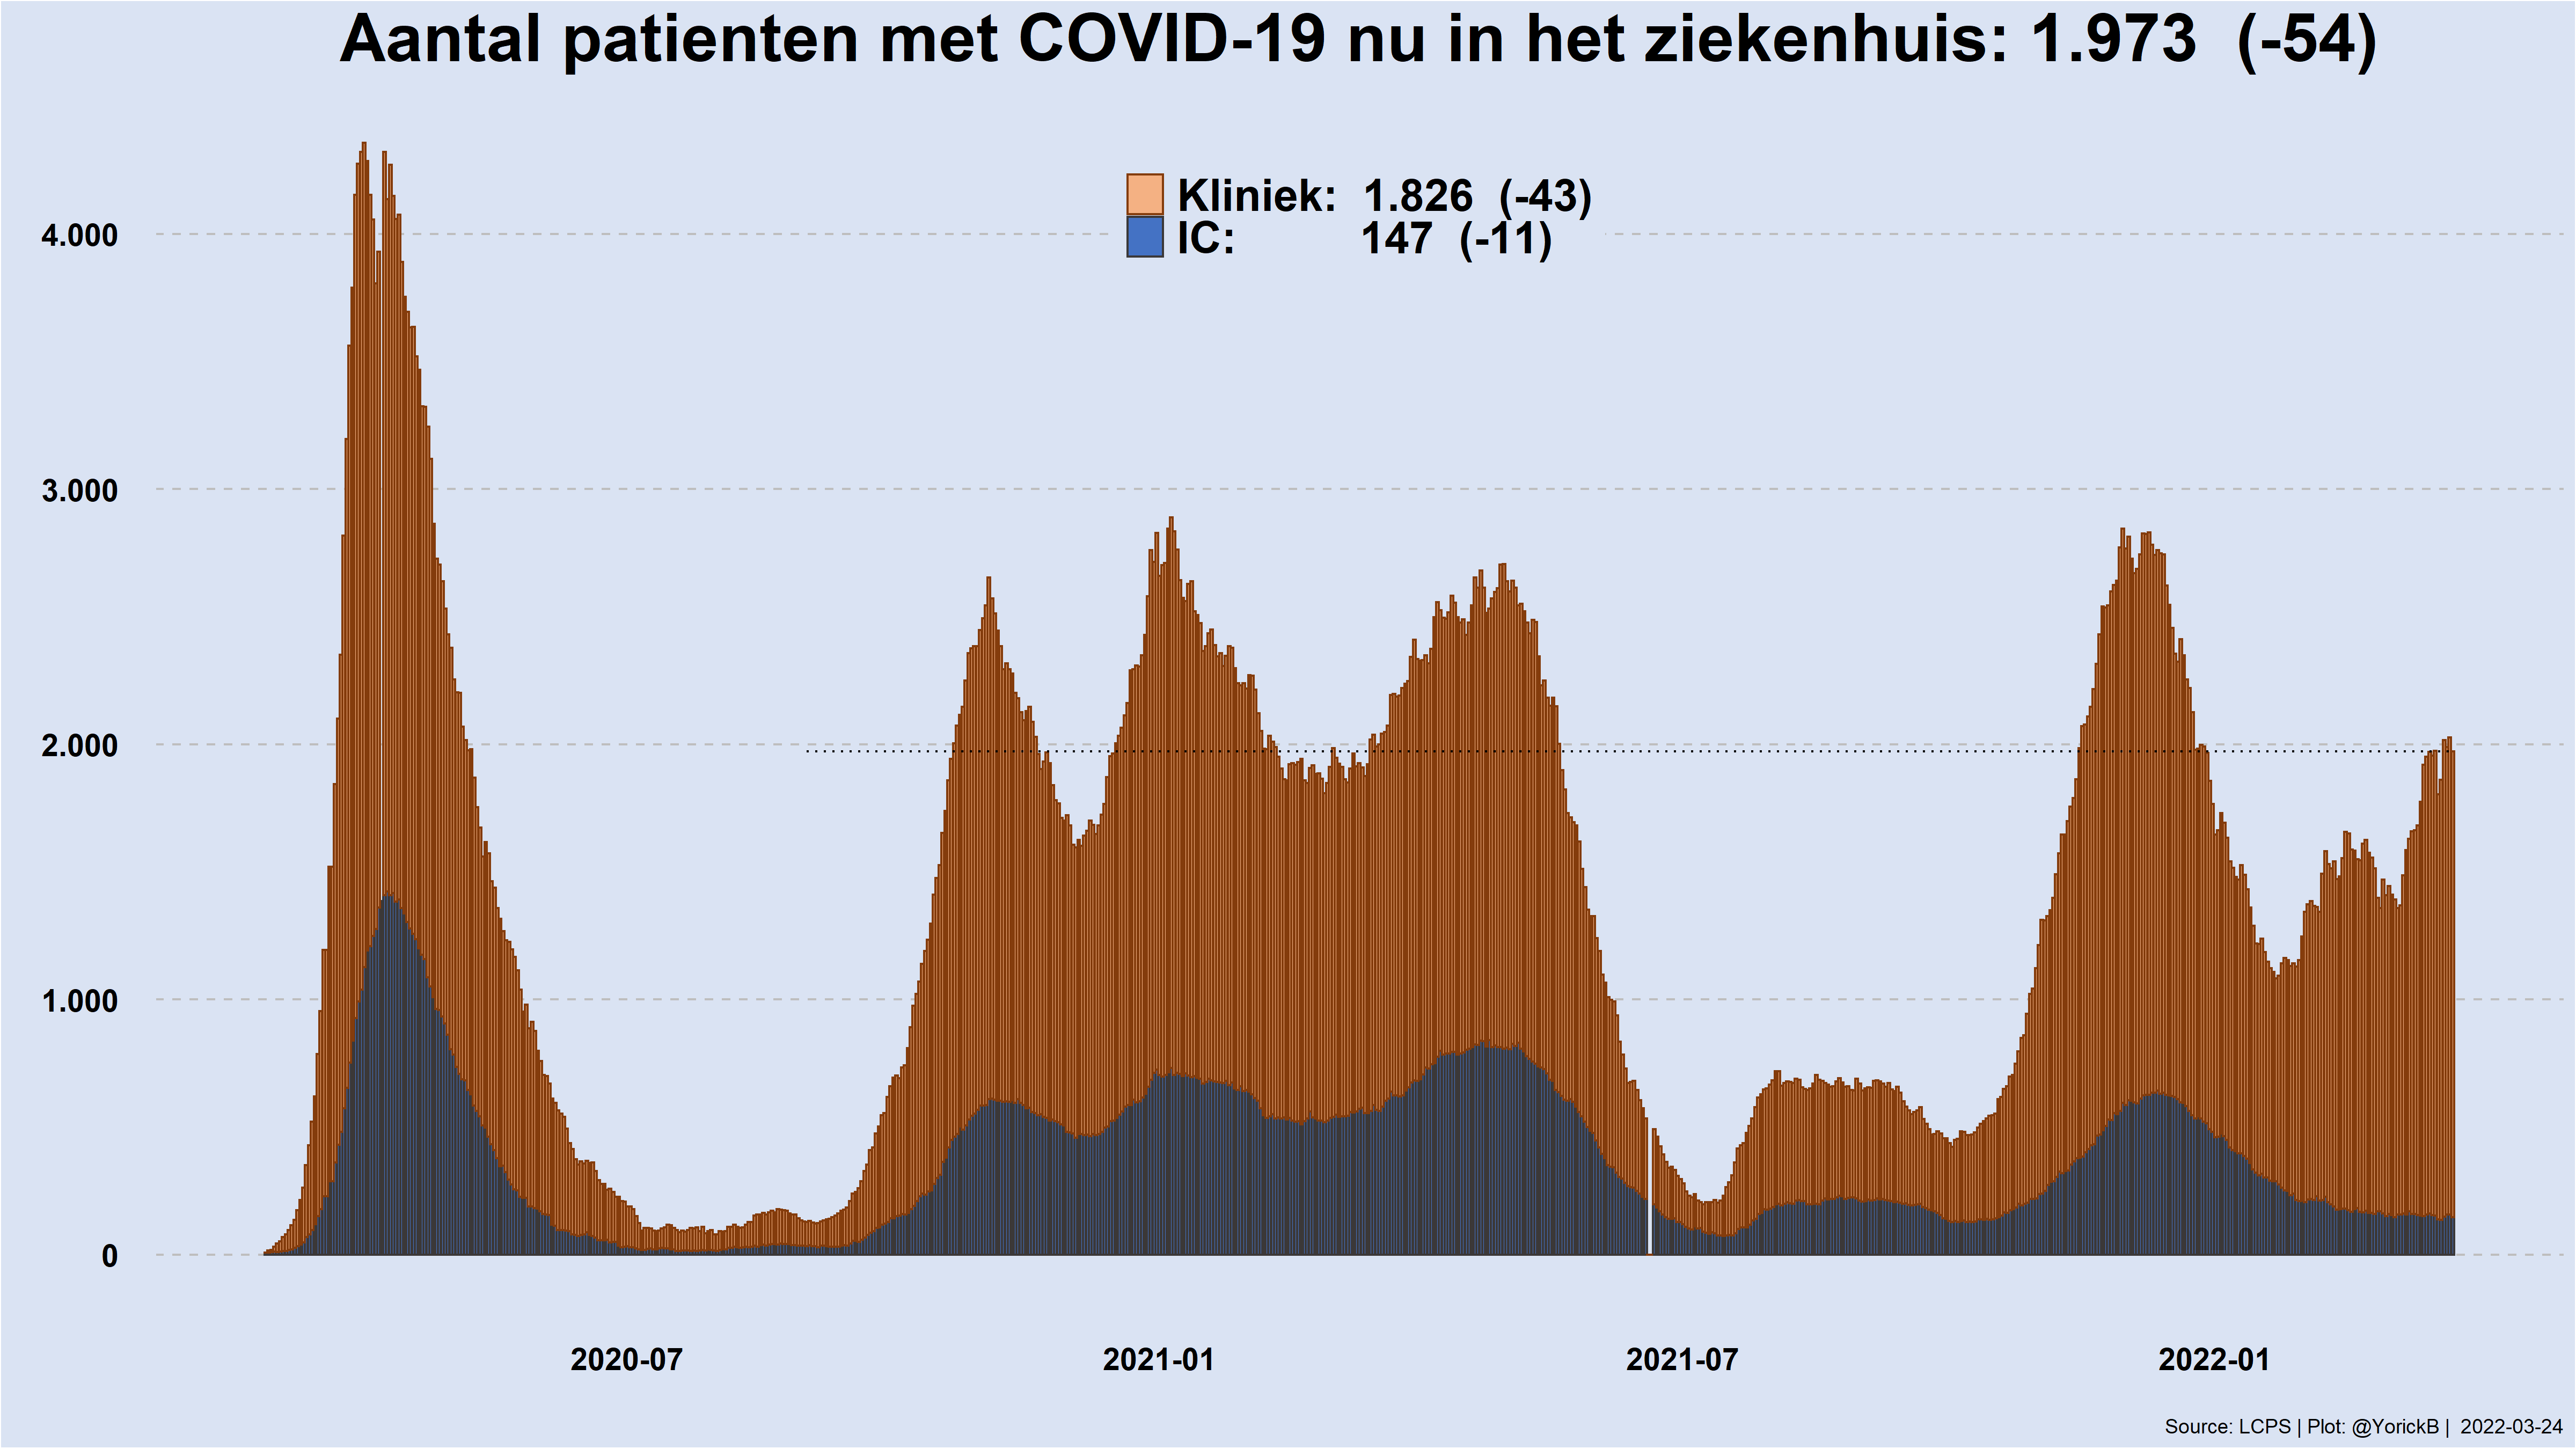 Aantal patienten met COVID-19 nu in het ziekenhuis: 1.973 (-54)
Kliniek: 1.826 (-43)
IC: 147 (-11)
4.000
3.000
2.000
1.000
0
2020-07 2021-01 2021-07 2022-01
Source: LCPS | Plot: @YorickB | 2022-03-24